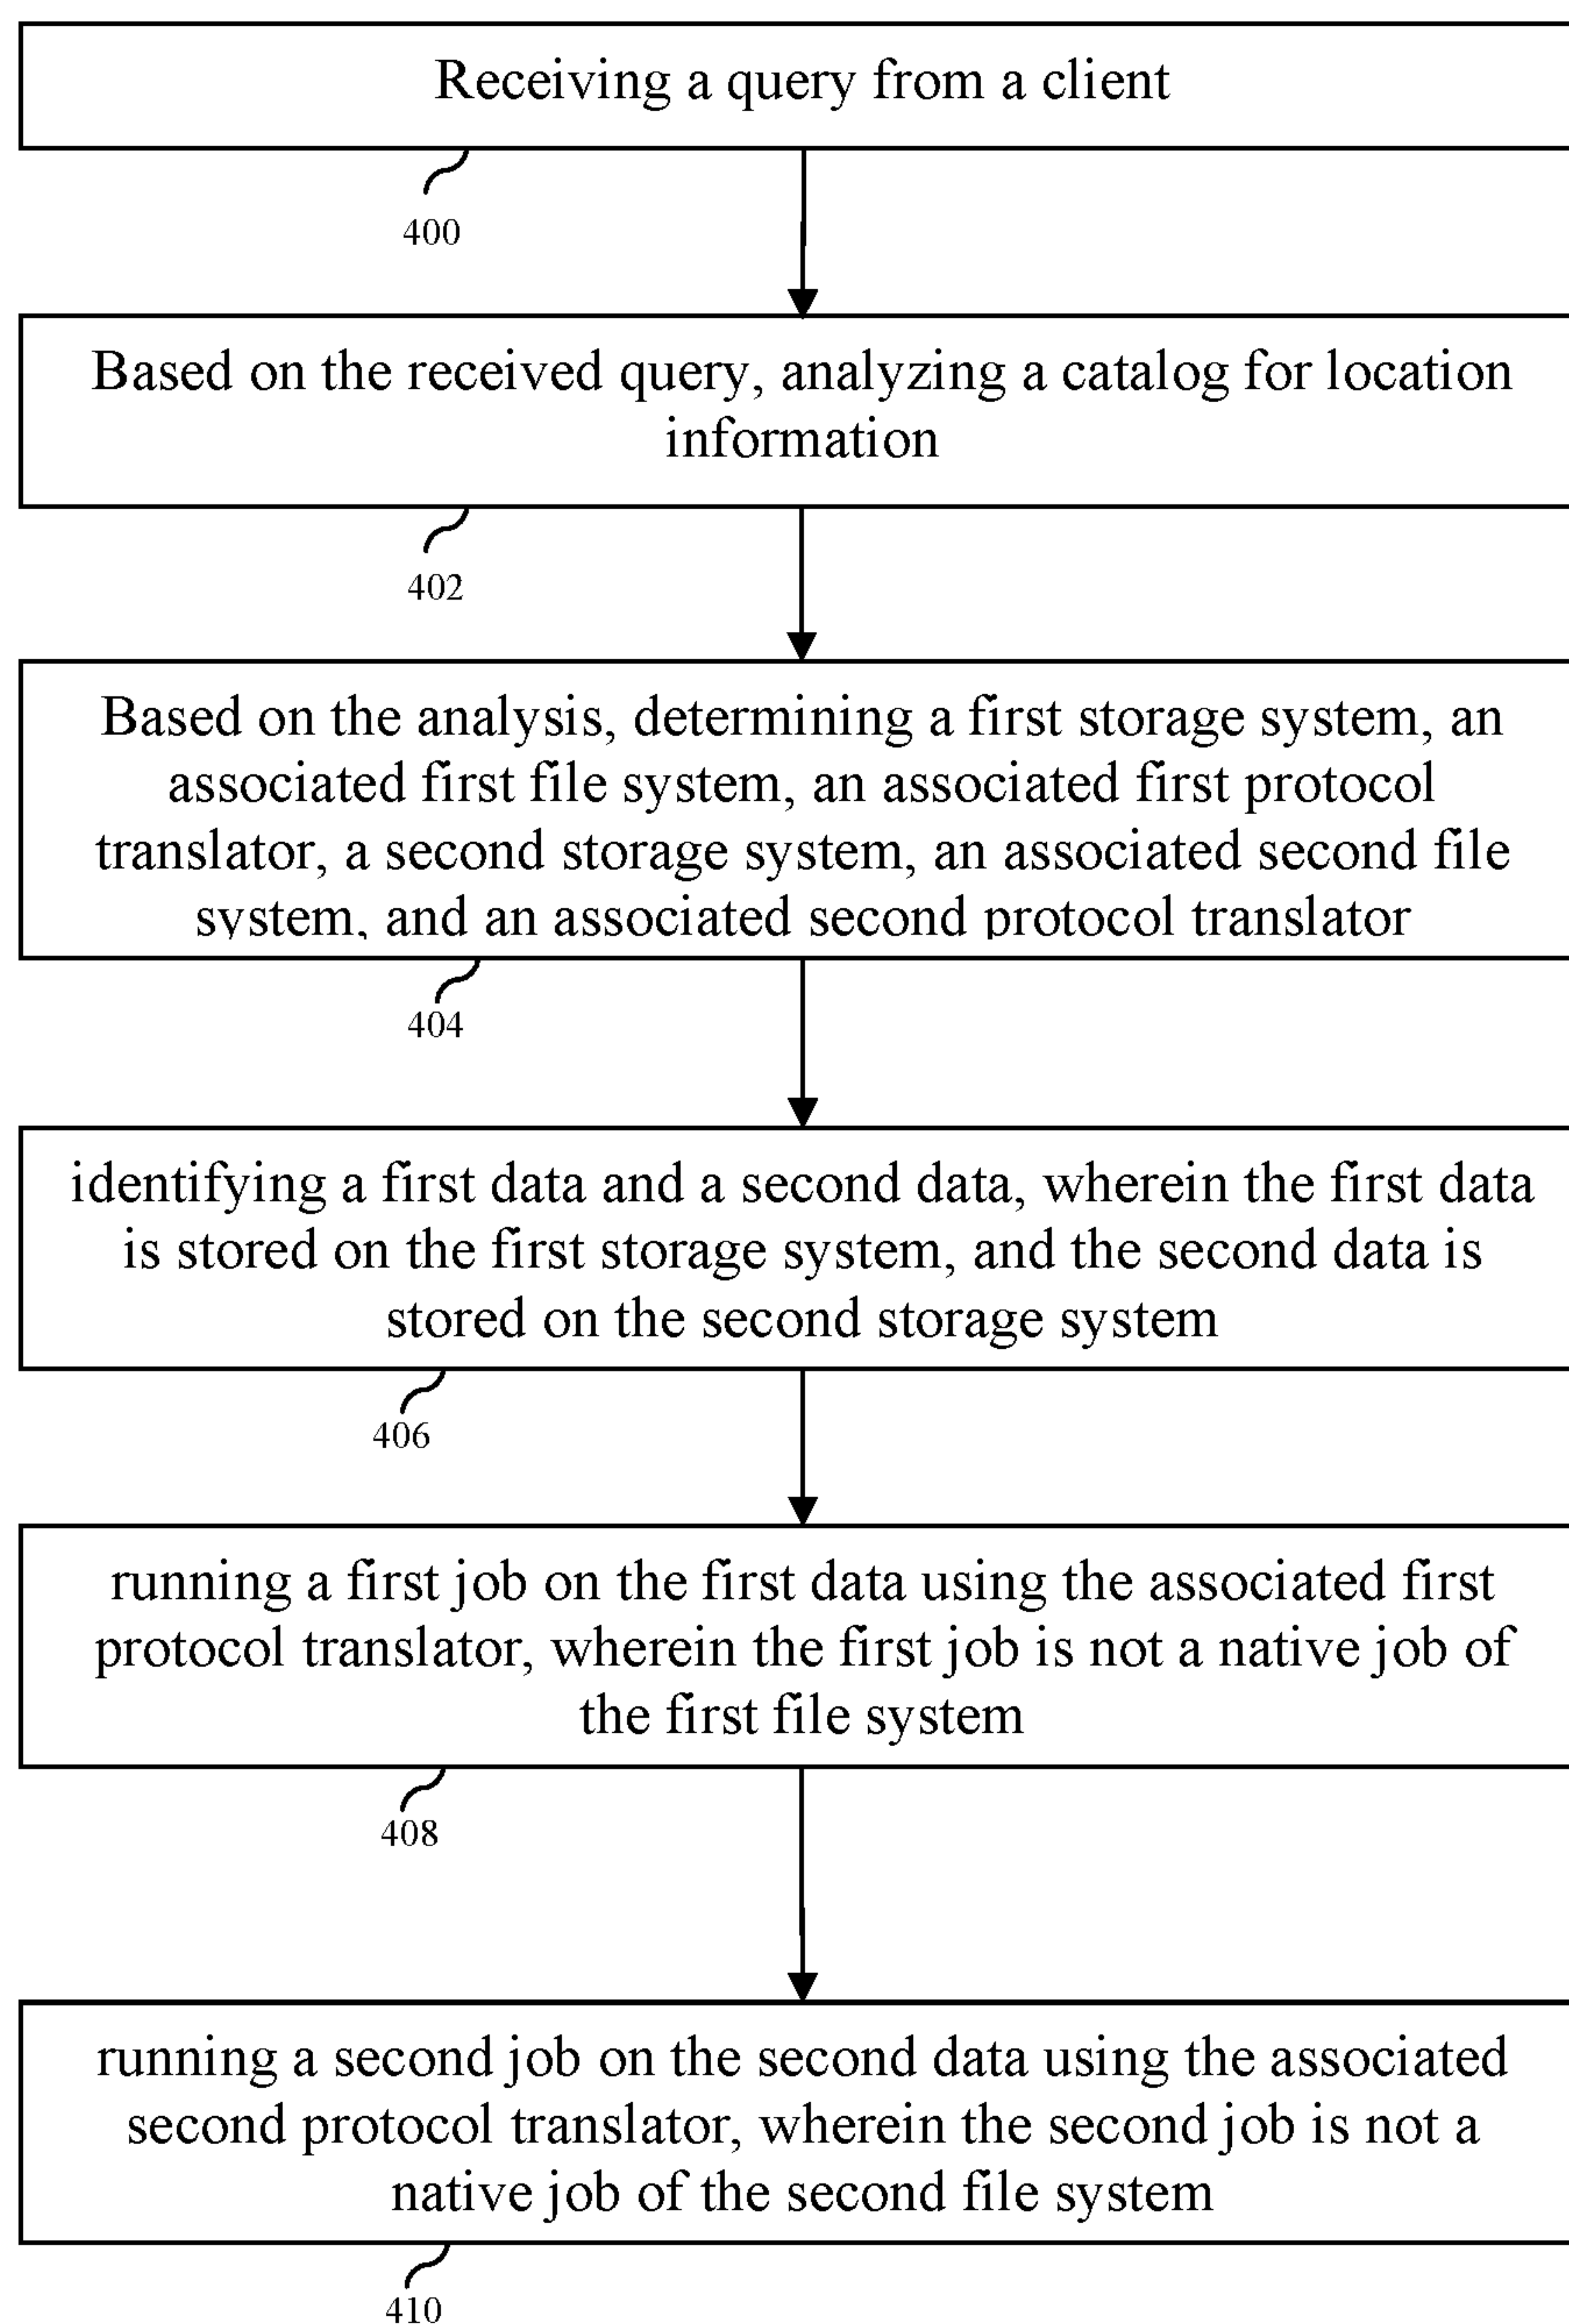 Receiving a query from a client
400
Based on the received query, analyzing a catalog for location
information
402
Based on the analysis, determining a first storage system, an
associated first file system, an associated first protocol
translator, a second storage system, an associated second file
system, and an associated second protocol translator
404
identifying a first data and a second data, wherein the first data
is stored on the first storage system, and the second data is
stored on the second storage system
406
running a first job on the first data using the associated first
protocol translator, wherein the first job is not a native job of
the first file system
408
running a second job on the second data using the associated
second protocol translator, wherein the second job is not a
native job of the second file system
410